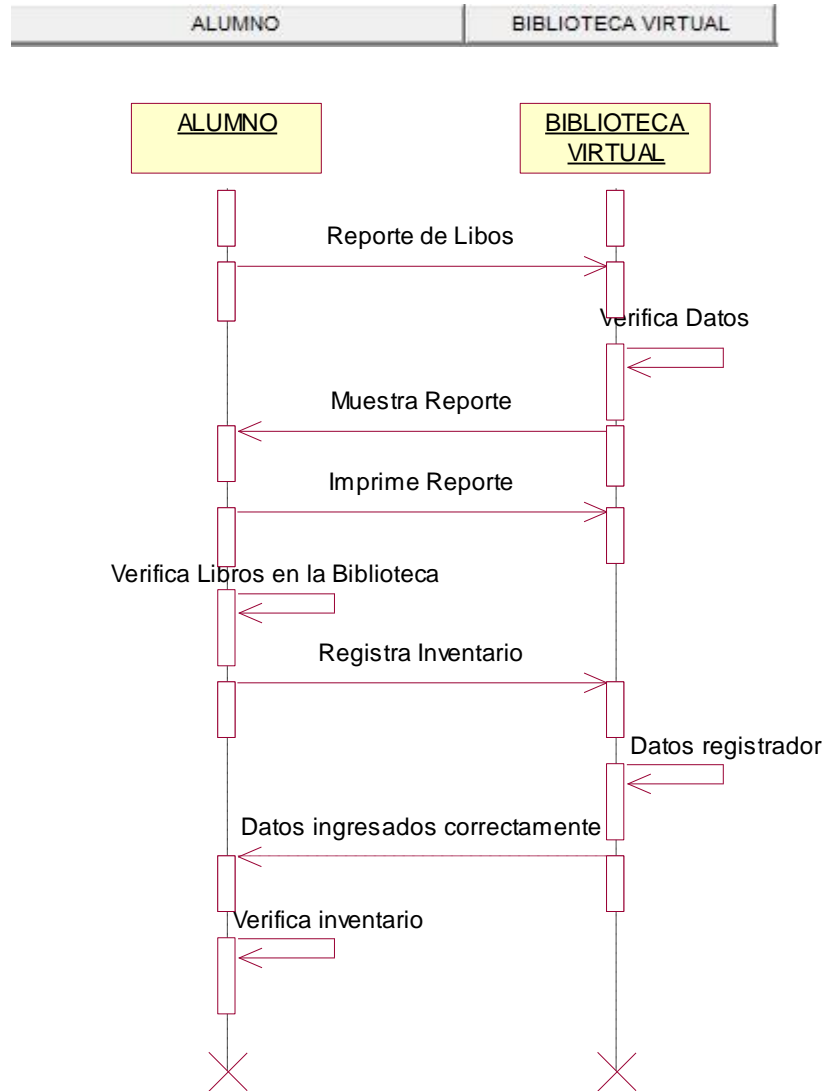 ALUMNO
BIBLIOTECA VIRTUAL
ALUMNO
BIBLIOTECA
VIRTUAL
Reporte de Libos
Verifica Datos
Muestra Reporte
Imprime Reporte
Verifica Libros en la Biblioteca
Registra Inventario
Datos registrador
Datos ingresados correctamente
Verifica inventario